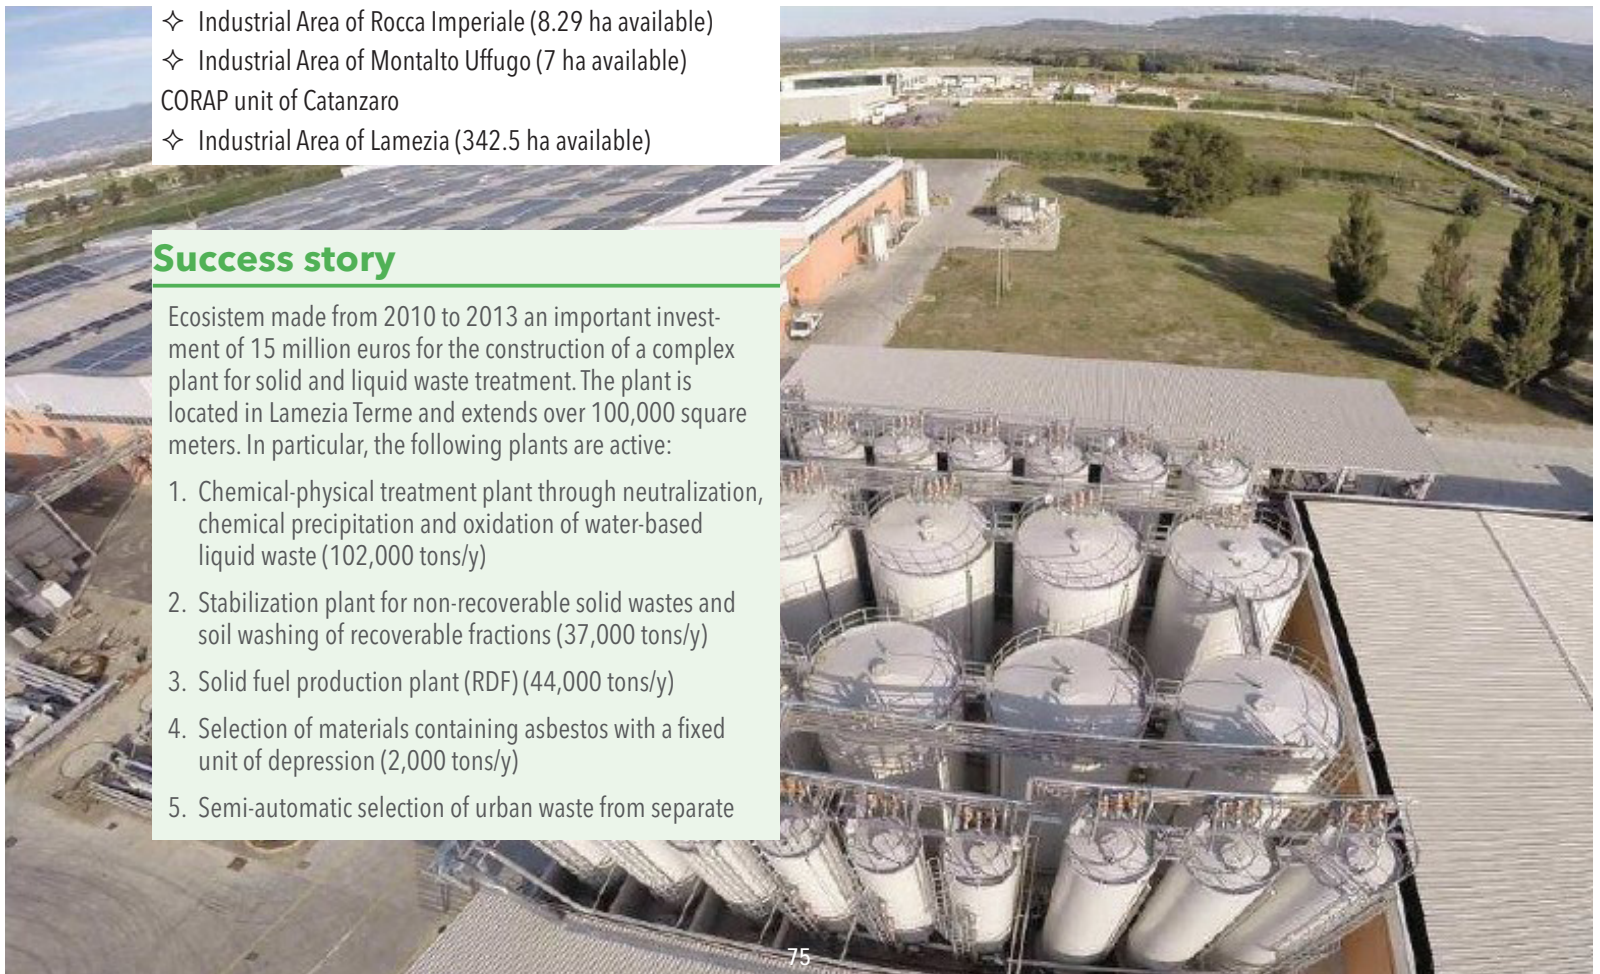 ✧ Industrial Area of Rocca Imperiale (8.29 ha available)
✧ Industrial Area of Montalto Uffugo (7 ha available)
CORAP unit of Catanzaro
✧ Industrial Area of Lamezia (342.5 ha available)
Success story
Ecosistem made from 2010 to 2013 an important invest-
ment of 15 million euros for the construction of a complex
plant for solid and liquid waste treatment. The plant is
located in Lamezia Terme and extends over 100,000 square
meters. In particular, the following plants are active:
1. Chemical-physical treatment plant through neutralization,
chemical precipitation and oxidation of water-based
liquid waste (102,000 tons/y)
2. Stabilization plant for non-recoverable solid wastes and
soil washing of recoverable fractions (37,000 tons/y)
3. Solid fuel production plant (RDF) (44,000 tons/y)
4. Selection of materials containing asbestos with a fixed
unit of depression (2,000 tons/y)
5. Semi-automatic selection of urban waste from separate
75